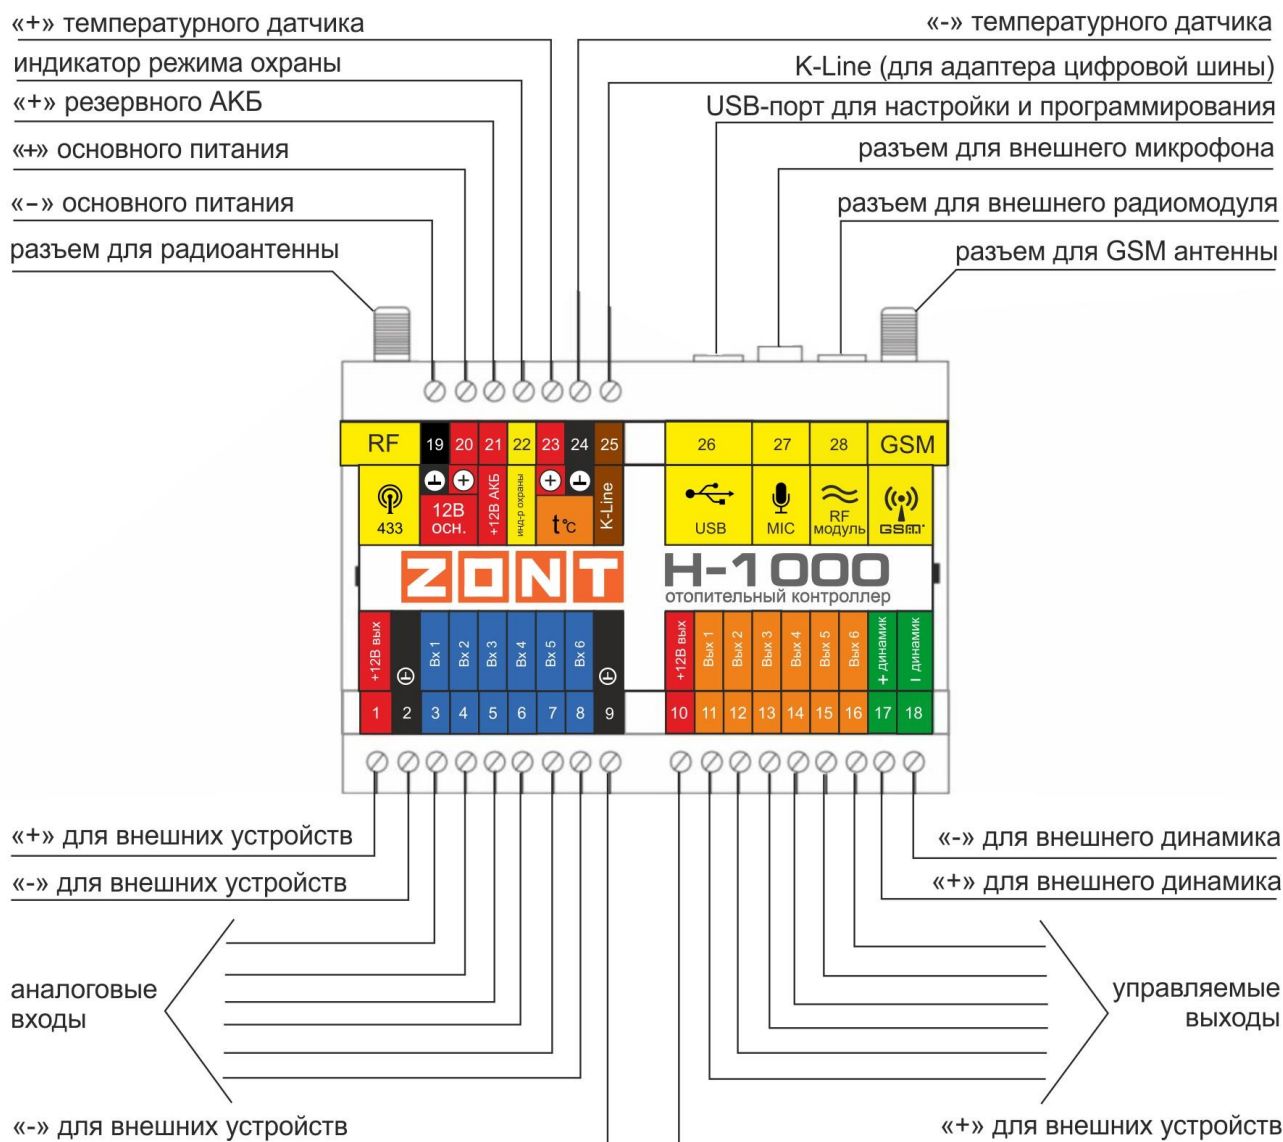 «+» температурного датчика
индикатор режима охраны
«+» резервного АКБ
«+» основного питания
«–» основного питания
разъем для радиоантенны
«-» температурного датчика
K-Line (для адаптера цифровой шины)
USB-порт для настройки и программирования
разъем для внешнего микрофона
разъем для внешнего радиомодуля
разъем для GSM антенны
RF 19 20 21 22 23 24 25 26 27 28 GSM
433
12В
осн.
+12В АКБ
инд-р охраны
t°C
K-Line
USB
MIC
RF
модуль
GSM
ZONT
H-1000
отопительный контроллер
+12В вых
Вх 1
Вх 2
Вх 3
Вх 4
Вх 5
Вх 6
+12В вых
Вых 1
Вых 2
Вых 3
Вых 4
Вых 5
Вых 6
+ динамик
– динамик
1 2 3 4 5 6 7 8 9 10 11 12 13 14 15 16 17 18
«+» для внешних устройств
«-» для внешних устройств
аналоговые
входы
«-» для внешних устройств
«-» для внешнего динамика
«+» для внешнего динамика
управляемые
выходы
«+» для внешних устройств